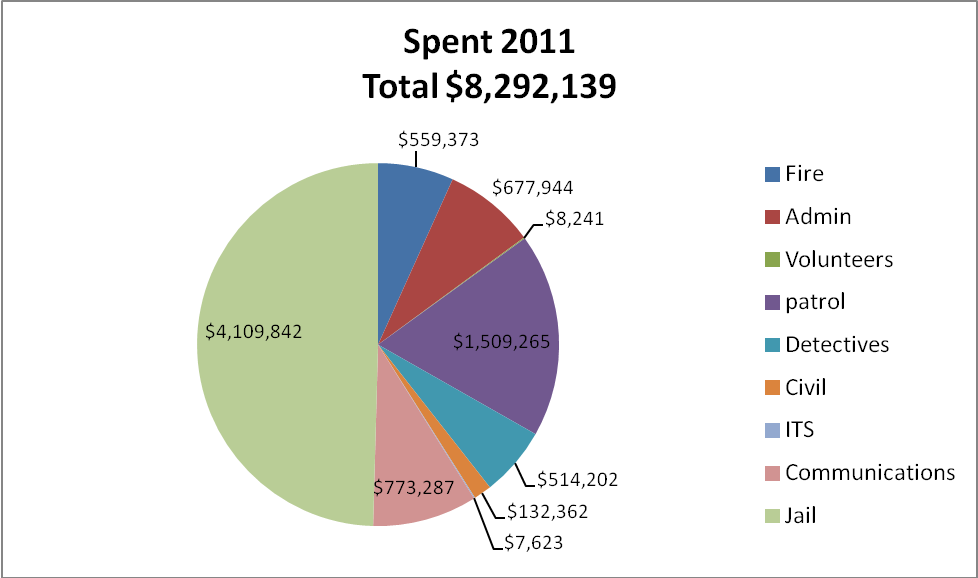 Spent 2011
Total $8,292,139
$559,373
$677,944
$8,241
$1,509,265
$514,202
$132,362
$7,623
$773,287
$4,109,842
Fire
Admin
Volunteers
patrol
Detectives
Civil
ITS
Communications
Jail